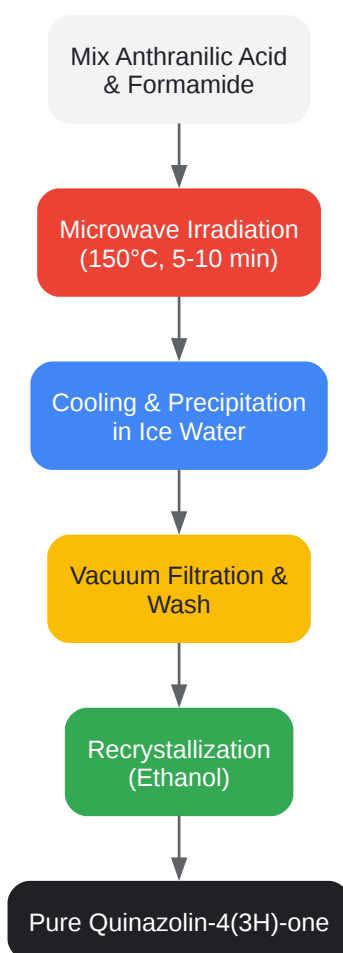 Mix Anthranilic Acid
& Formamide
Microwave Irradiation
(150°C, 5-10 min)
Cooling & Precipitation
in Ice Water
Vacuum Filtration &
Wash
Recrystallization
(Ethanol)
Pure Quinazolin-4(3H)-one